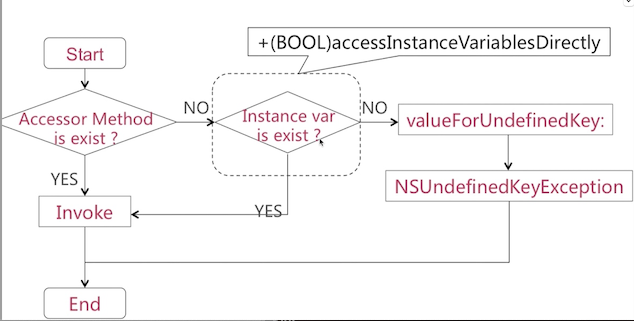 +(BOOL)accessInstanceVariablesDirectly
Start
Accessor Method
is exist ?
NO
Instance var
is exist ?
NO
valueForUndefinedKey:
YES
NSUndefinedKeyException
Invoke
YES
End